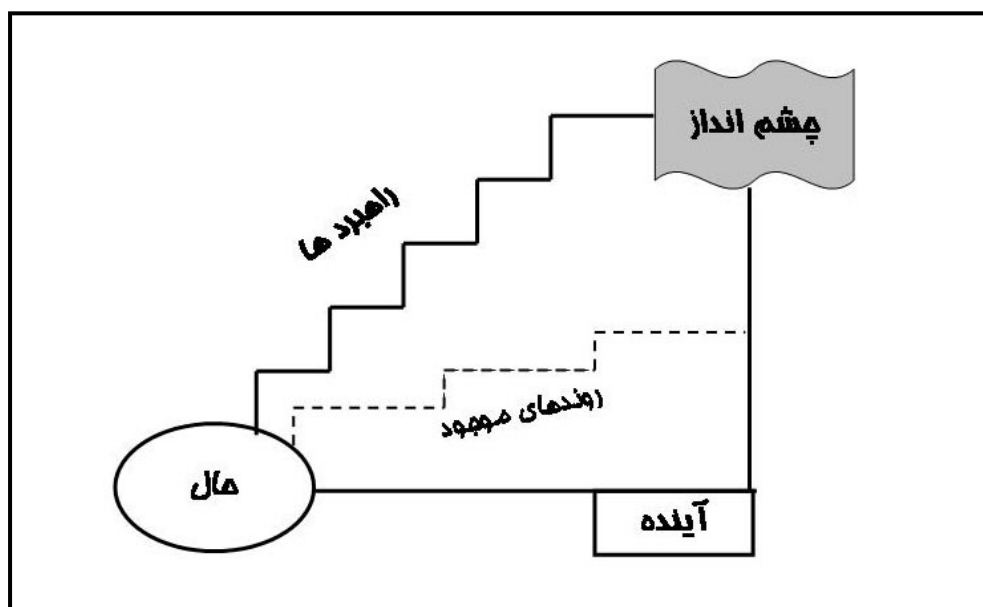 چشم انداز
راهبرد ها
روندهای موجود
حال
آینده